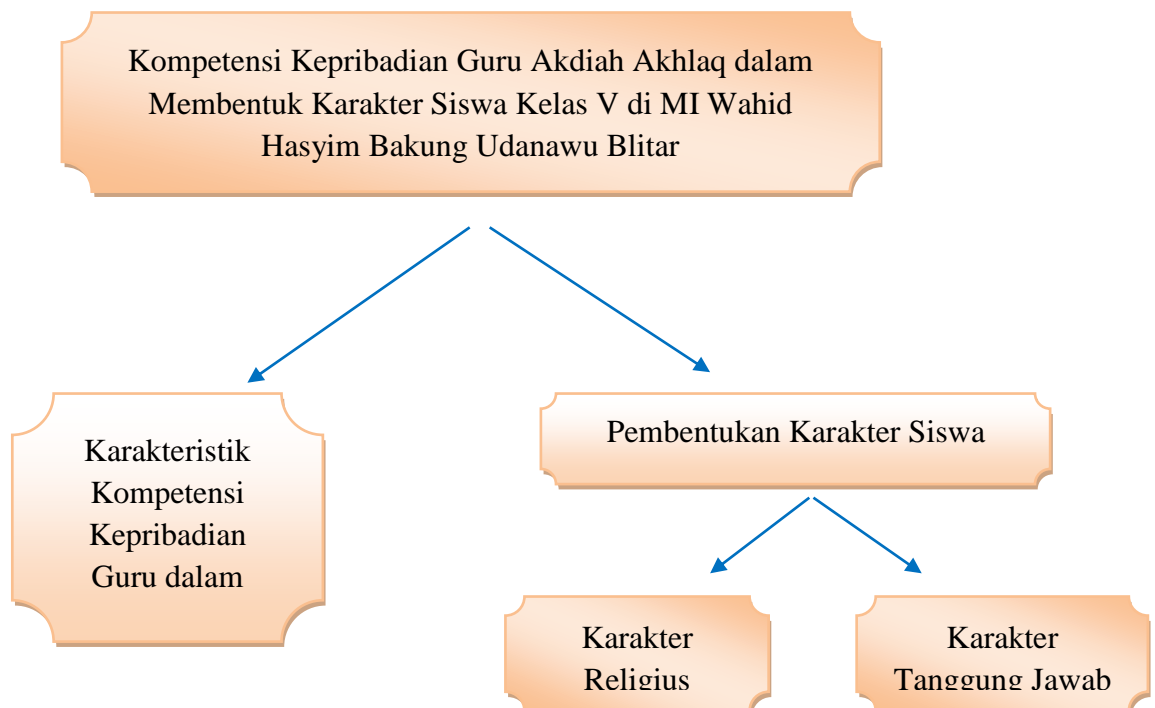 Kompetensi Kepribadian Guru Akdiah Akhlaq dalam
Membentuk Karakter Siswa Kelas V di MI Wahid
Hasyim Bakung Udanawu Blitar
Karakteristik
Kompetensi
Kepribadian
Guru dalam
Pembentukan Karakter Siswa
Karakter
Religius
Karakter
Tanggung Jawab